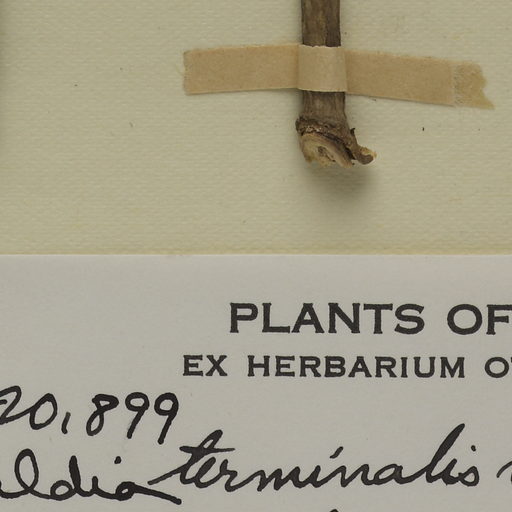 PLANTS OF
EX HERBARIUM
20,899
terminalis